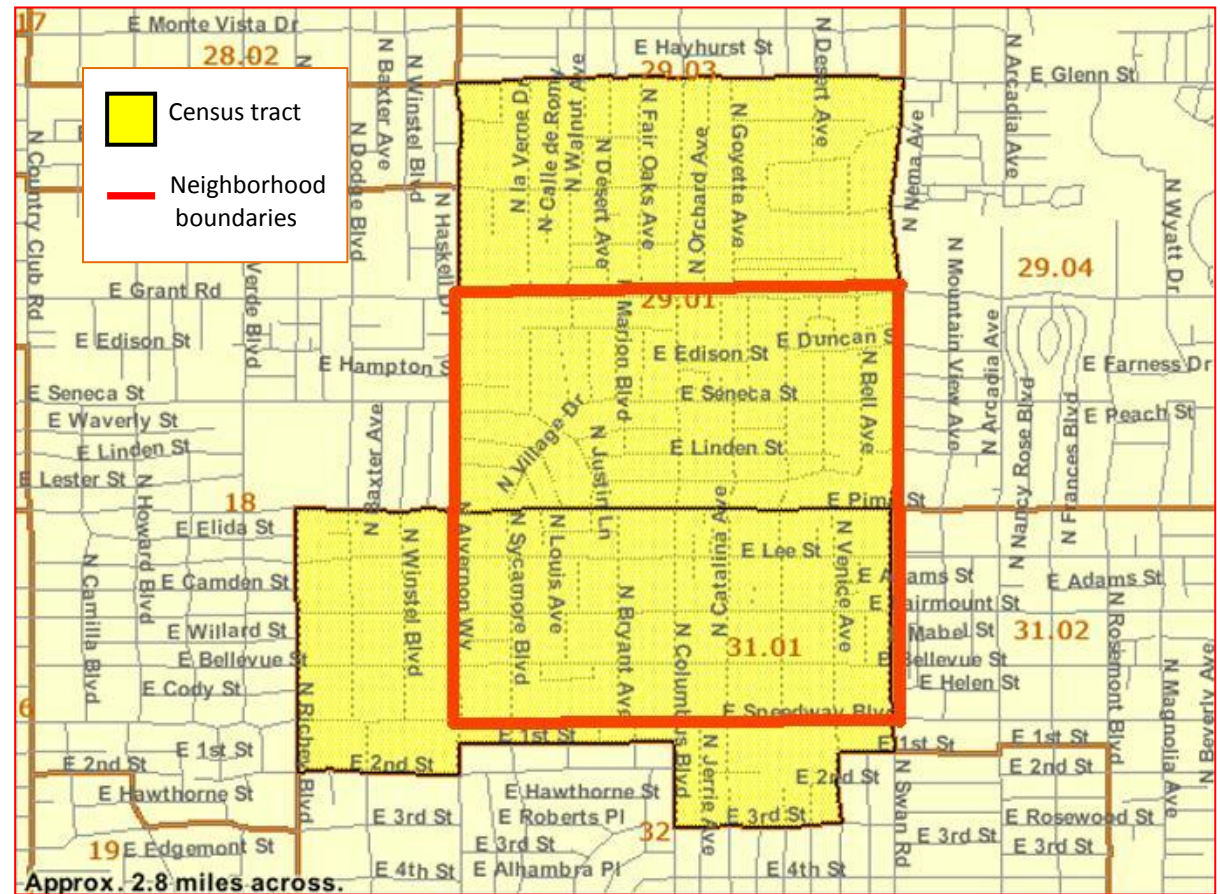 17
E Monte Vista Dr
28.02
N
N Baxter Ave
N Winstel Blvd
E Hayhurst St
29.03
N Desert Ave
N Arcadia Ave
E Glenn St
Census tract
Neighborhood
boundaries
N Country Club Rd
N Dodge Blvd
N Haskell Dr
N la Verne Dr
N Calle de Romy
N Walnut Ave
N Desert Ave
N Fair Oaks Ave
N Orchard Ave
N Goyette Ave
N Nema Ave
N Wyatt Dr
29.04
E Grant Rd
Verde Blvd
E Edison St
E Hampton S
29.01
N Marion Blvd
E Edison St
E Duncan S
N Bell Ave
N Mountain View Ave
N Arcadia Ave
E Farness Dr
E Seneca St
E Seneca St
E Waverly St
E Peach St
E Linden St
N Baxter Ave
N Village Dr
N Justin Ln
E Linden St
N Nancy Rose Blvd
N Frances Blvd
E Lester St
N Howard Blvd
18
E Pima St
E Elida St
N Winstel Blvd
N Alvernon Wy
N Sycamore Blvd
N Louis Ave
N Catalina Ave
E Lee St
N Venice Ave
N Camilla Blvd
E Camden St
E Adams St
E Adams St
N Bryant Ave
E Fairmount St
E Willard St
N Columbus Blvd
31.01
Mabel St
31.02
N Rosemont Blvd
E Bellevue St
E Bellevue St
E Cody St
E Helen St
N Magnolia Ave
N Beverly Ave
6
N Richey Blvd
E Speedway Blvd
E 1st St
E 1st St
E 1st St
E 1st St
E 2nd St
E 2nd St
N Jerrie Ave
E 2nd St
N Swan Rd
E 2nd St
E Hawthorne St
E Hawthorne St
E 3rd St
E Roberts Pl
32
E 3rd St
E Rosewood St
19
E Edgemont St
E 3rd St
E 3rd St
E 3rd St
Approx. 2.8 miles across.
E 4th St
E Alhambra Pl
E 4th St